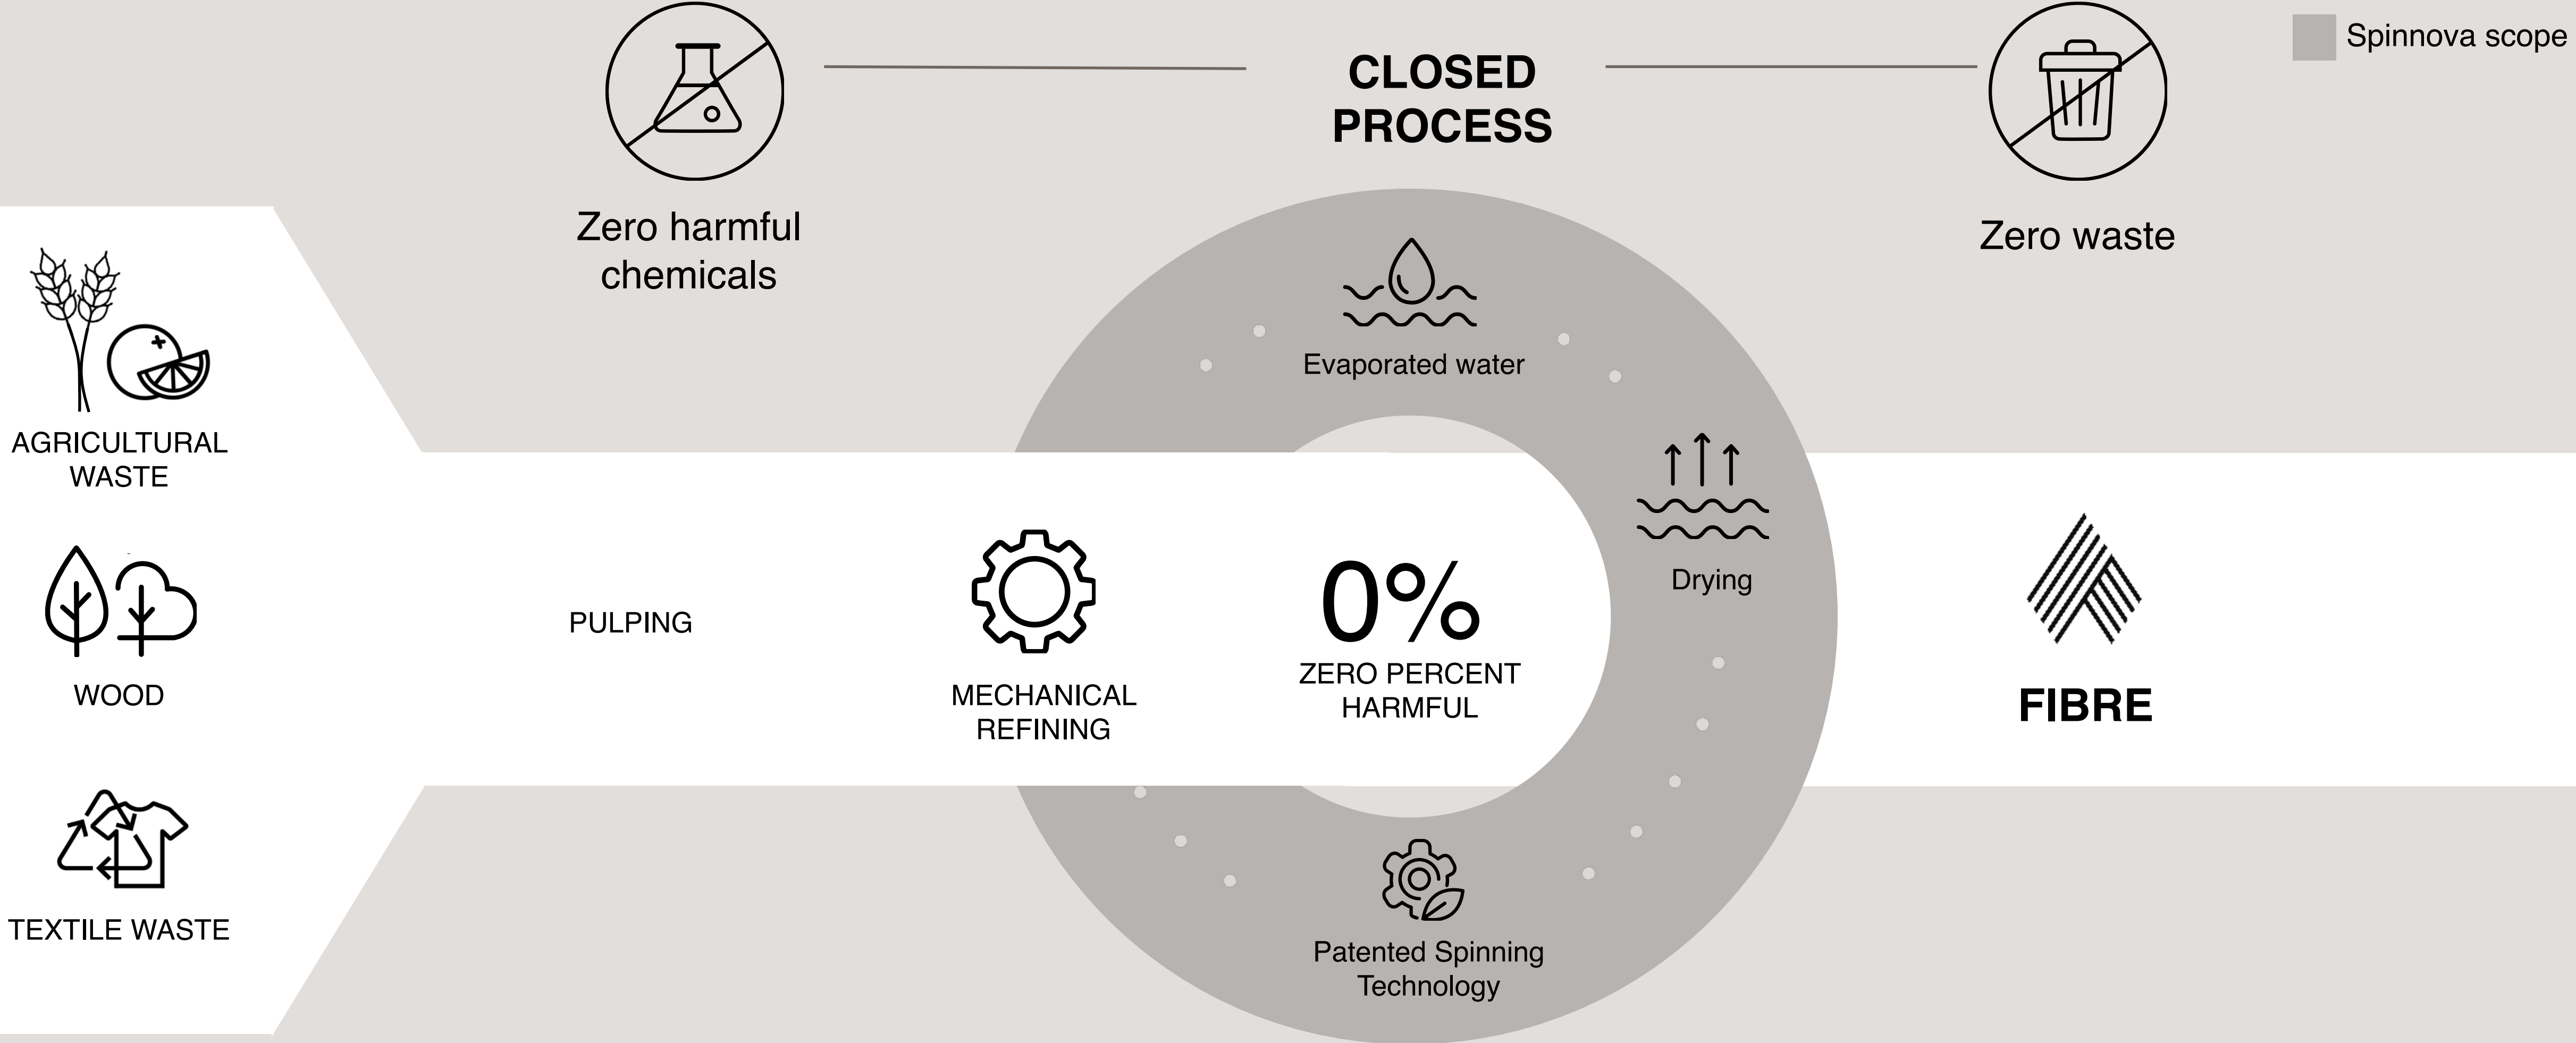 Spinnova scope
CLOSED
PROCESS
Zero harmful
chemicals
Zero waste
Evaporated water
AGRICULTURAL
WASTE
WOOD
TEXTILE WASTE
PULPING
MECHANICAL
REFINING
0%
ZERO PERCENT
HARMFUL
Drying
Patented Spinning
Technology
FIBRE